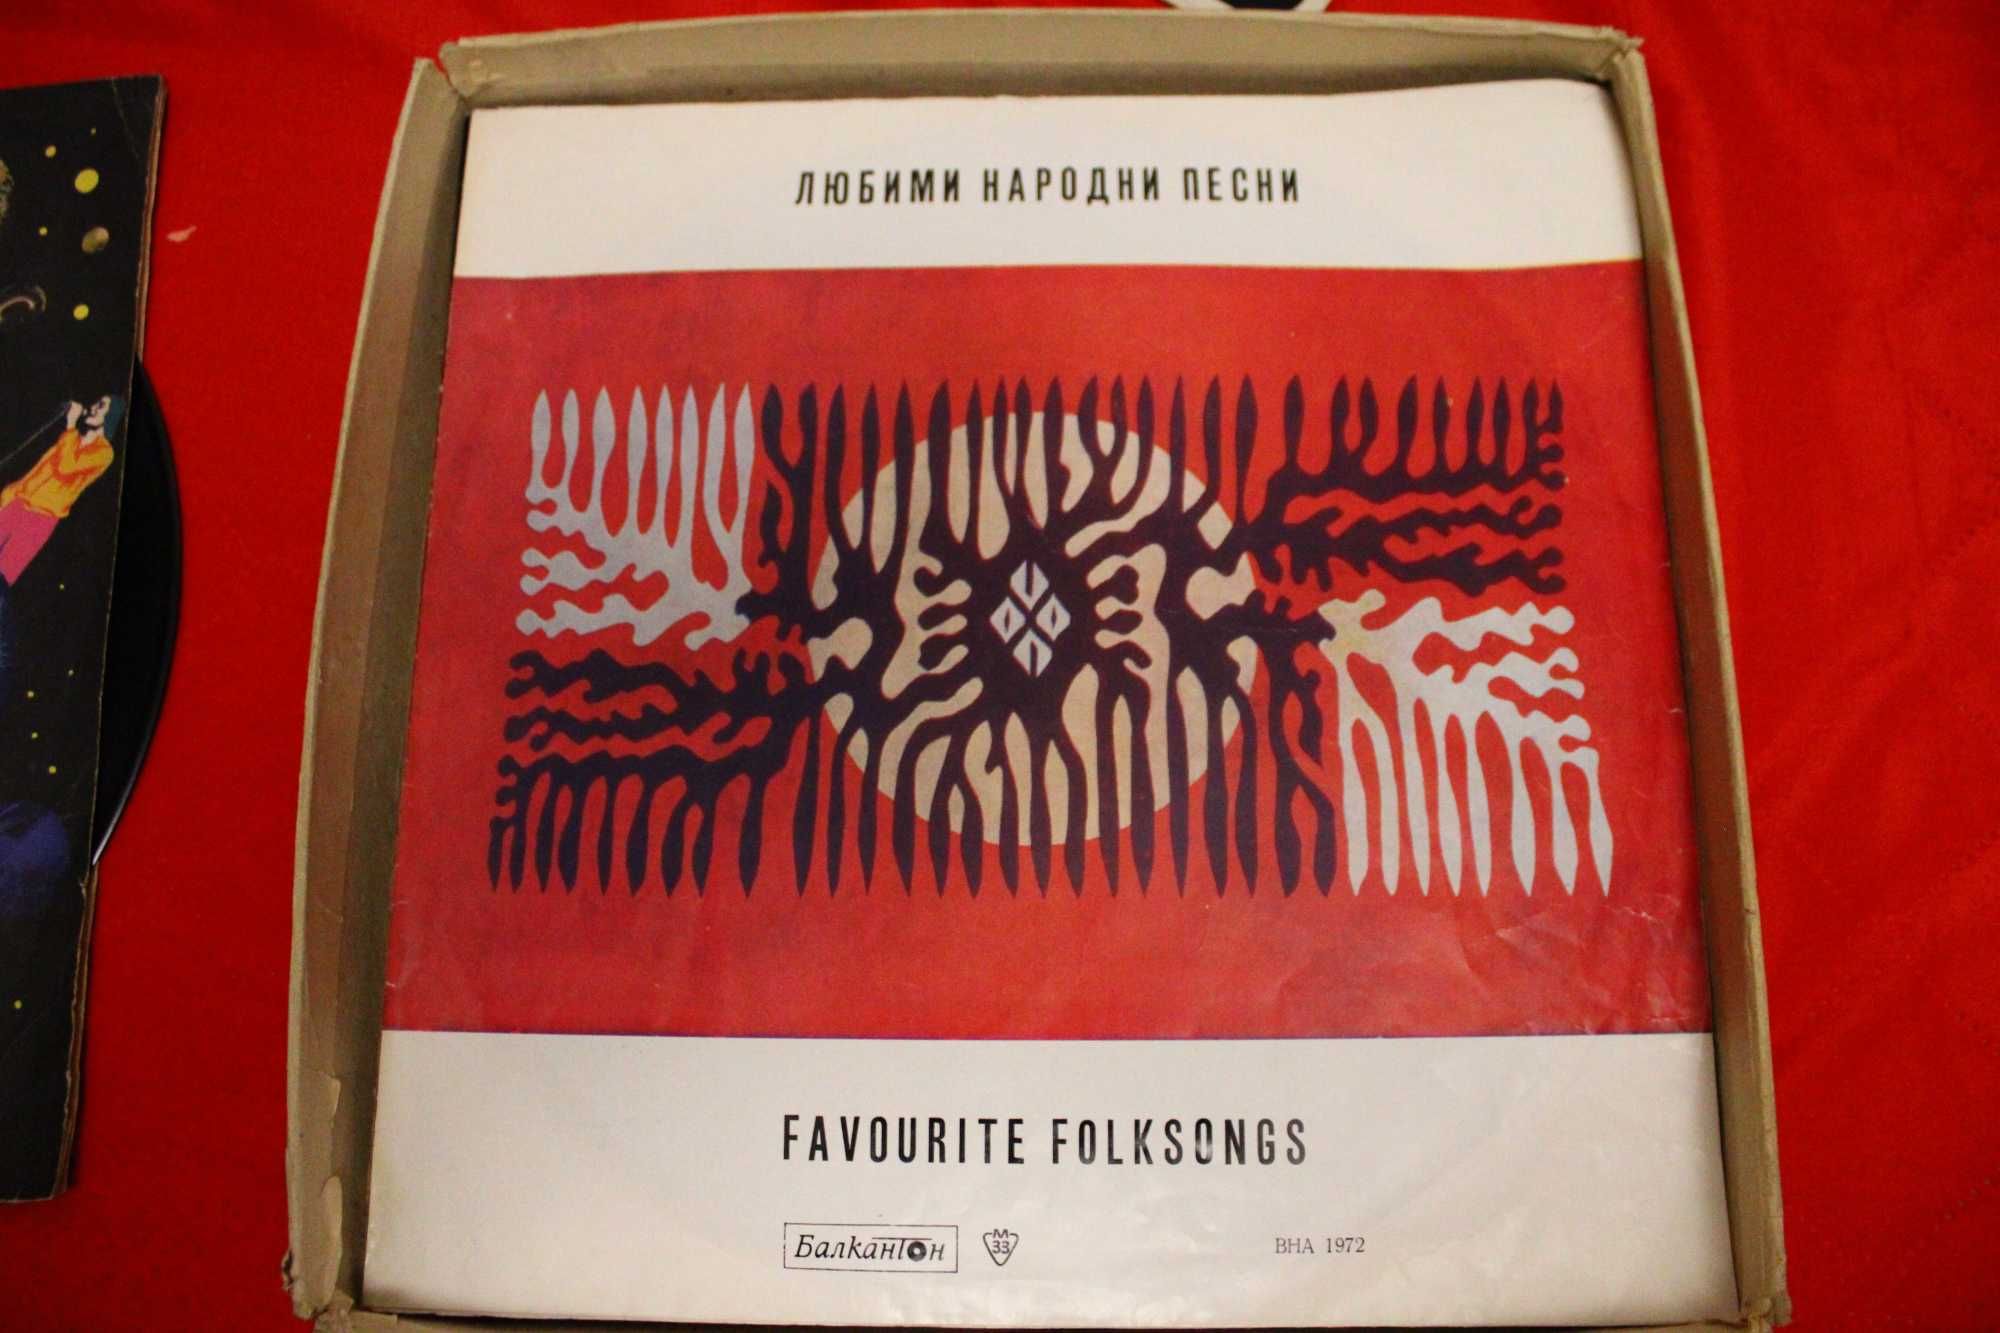 ЛЮБИМИ НАРОДНИ ПЕСНИ
FAVOURITE FOLKSONGS
Балкантон М 33 ВНА 1972